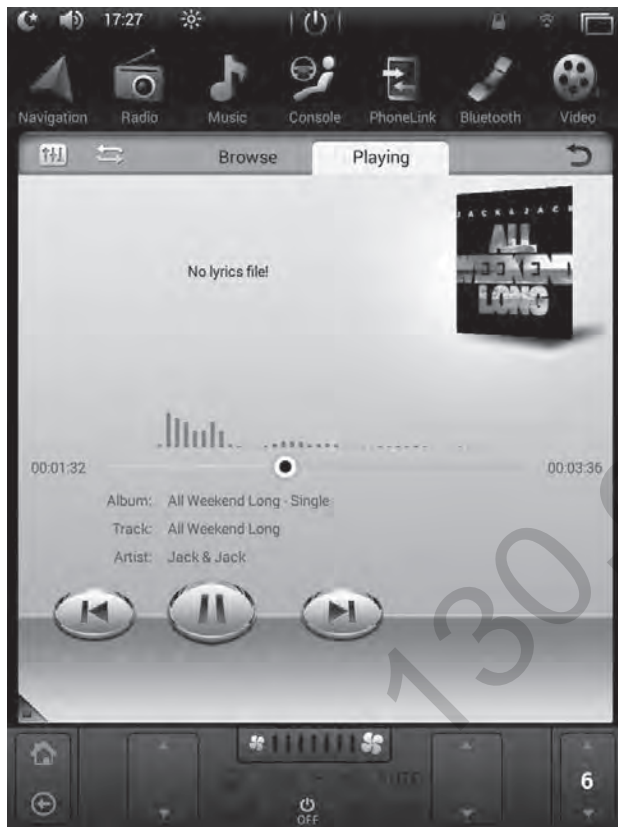 17:27
Navigation Radio Music Console PhoneLink Bluetooth Video
Browse Playing
JACK & JACK
ALL
WEEKEND
LONG
No lyrics file!
00:01:32 00:03:36
Album: All Weekend Long - Single
Track: All Weekend Long
Artist: Jack & Jack
6
OFF
130